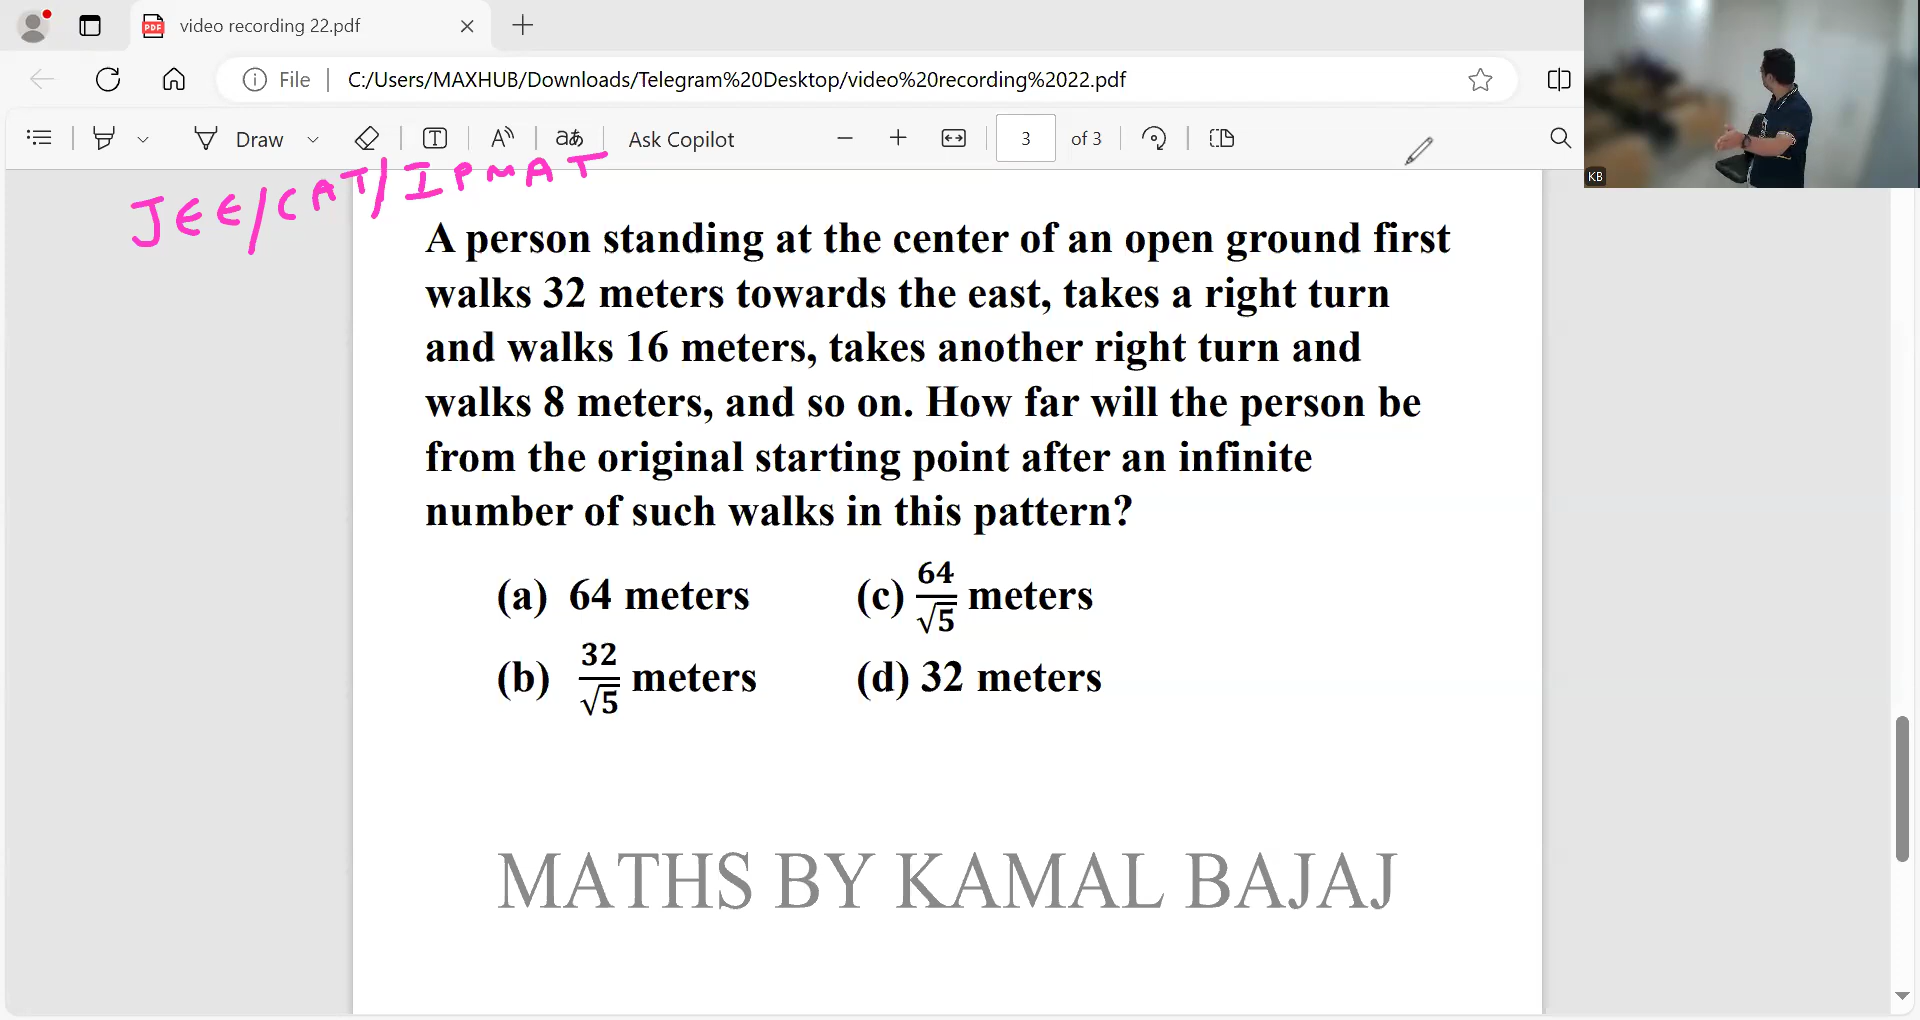 video recording 22.pdf
File
C:/Users/MAXHUB/Downloads/Telegram%20Desktop/video%20recording%2022.pdf
Draw
aあ
Ask Copilot
3 of 3
KB
JEE/CAT/IPMAT
A person standing at the center of an open ground first
walks 32 meters towards the east, takes a right turn
and walks 16 meters, takes another right turn and
walks 8 meters, and so on. How far will the person be
from the original starting point after an infinite
number of such walks in this pattern?
(a) 64 meters (c) 64/√5 meters
(b) 32/√5 meters (d) 32 meters
MATHS BY KAMAL BAJAJ